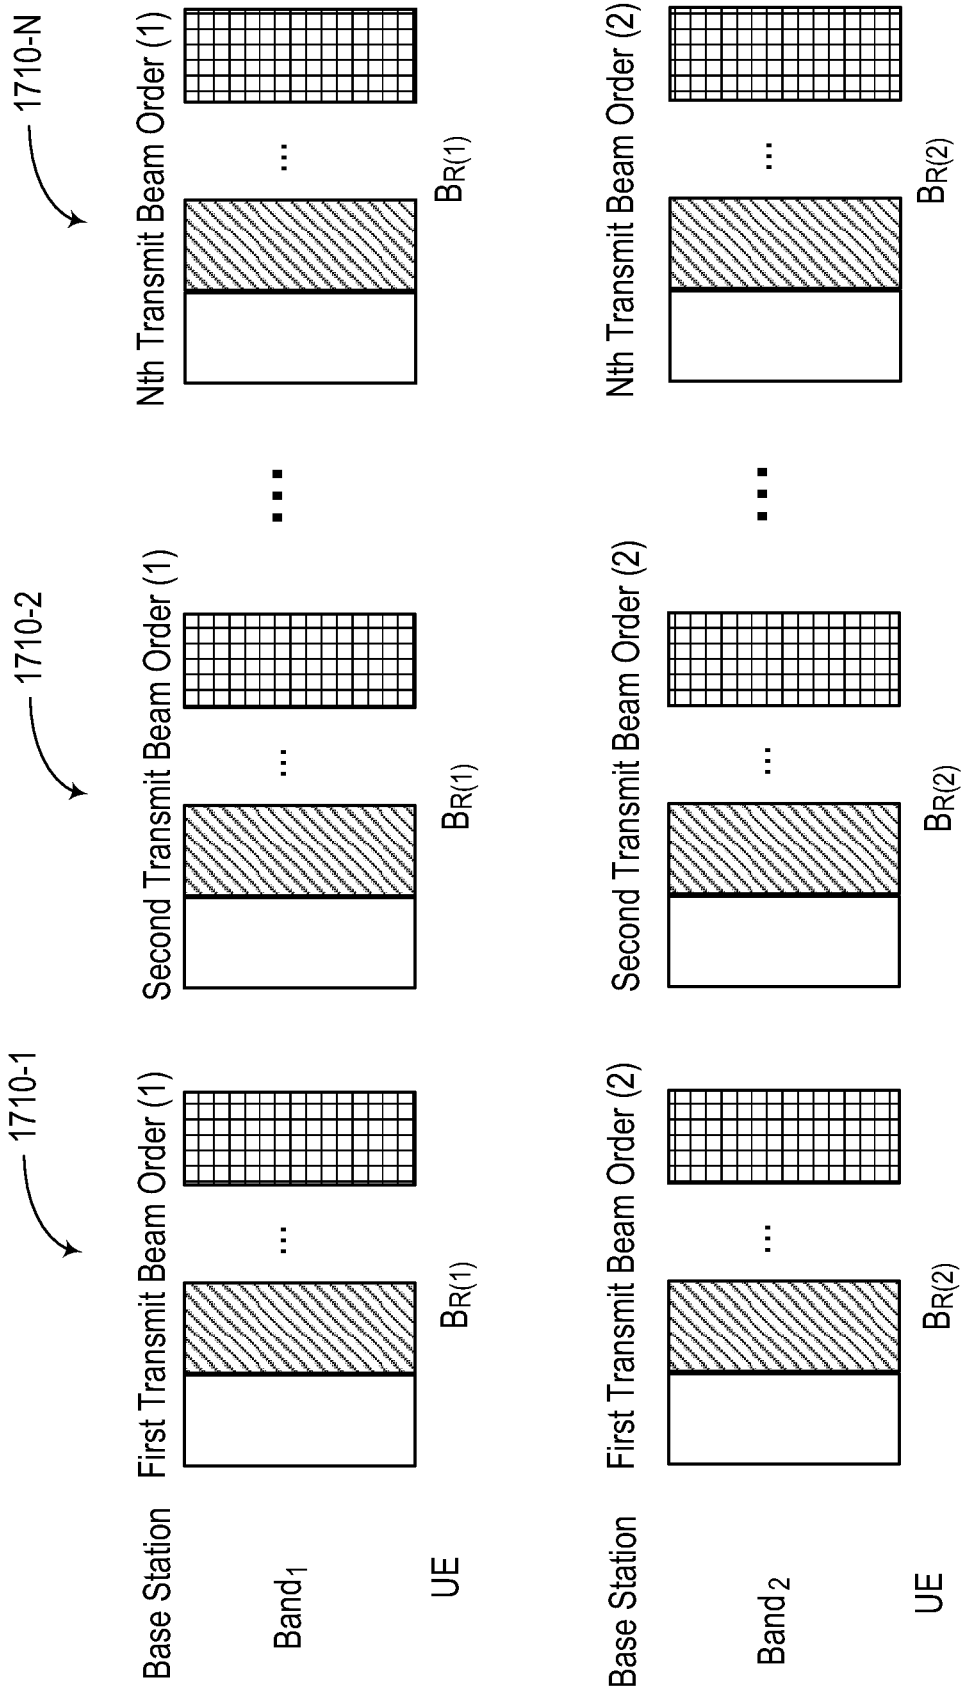 1710-1
1710-2
1710-N
Base Station
First Transmit Beam Order (1)
Second Transmit Beam Order (1)
Nth Transmit Beam Order (1)
Band1
...
...
...
...
UE
BR(1)
BR(1)
BR(1)
Base Station
First Transmit Beam Order (2)
Second Transmit Beam Order (2)
Nth Transmit Beam Order (2)
Band2
...
...
...
...
UE
BR(2)
BR(2)
BR(2)